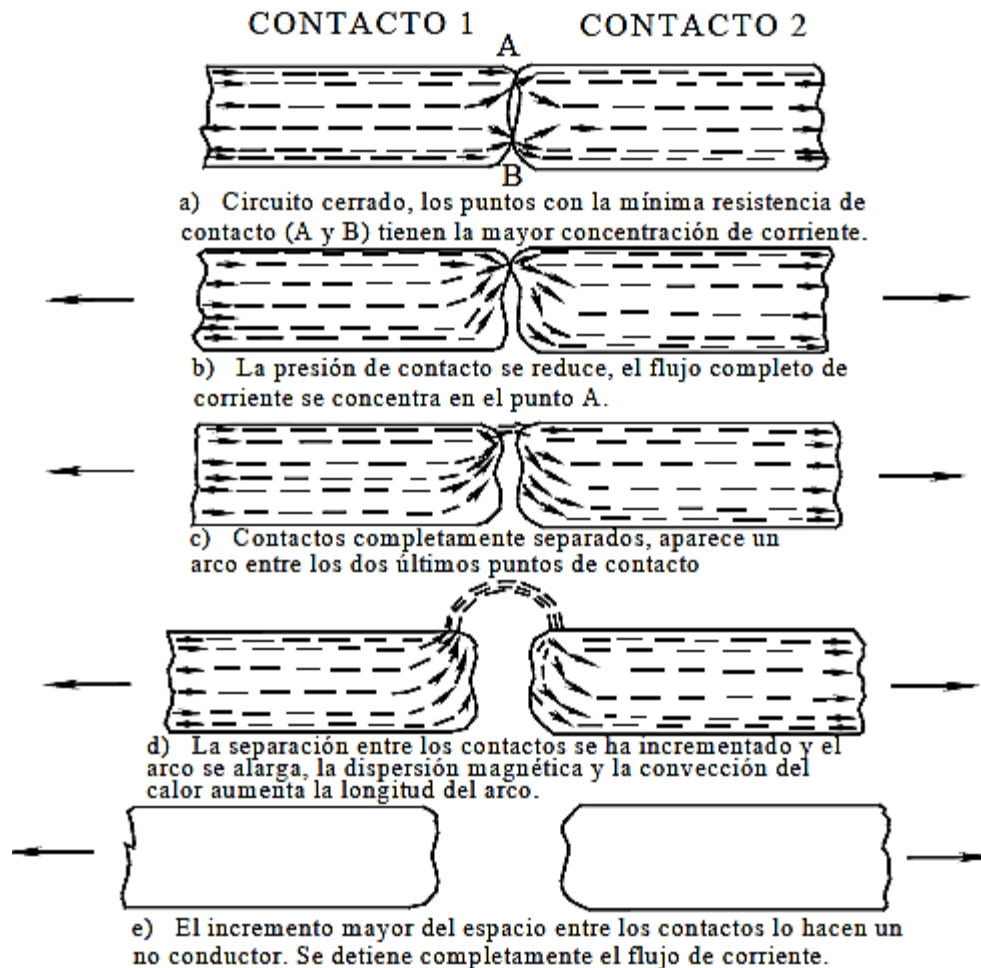 CONTACTO 1 CONTACTO 2
A
B
a) Circuito cerrado, los puntos con la mínima resistencia de
contacto (A y B) tienen la mayor concentración de corriente.
b) La presión de contacto se reduce, el flujo completo de
corriente se concentra en el punto A.
c) Contactos completamente separados, aparece un
arco entre los dos últimos puntos de contacto
d) La separación entre los contactos se ha incrementado y el
arco se alarga, la dispersión magnética y la convección del
calor aumenta la longitud del arco.
e) El incremento mayor del espacio entre los contactos lo hacen un
no conductor. Se detiene completamente el flujo de corriente.